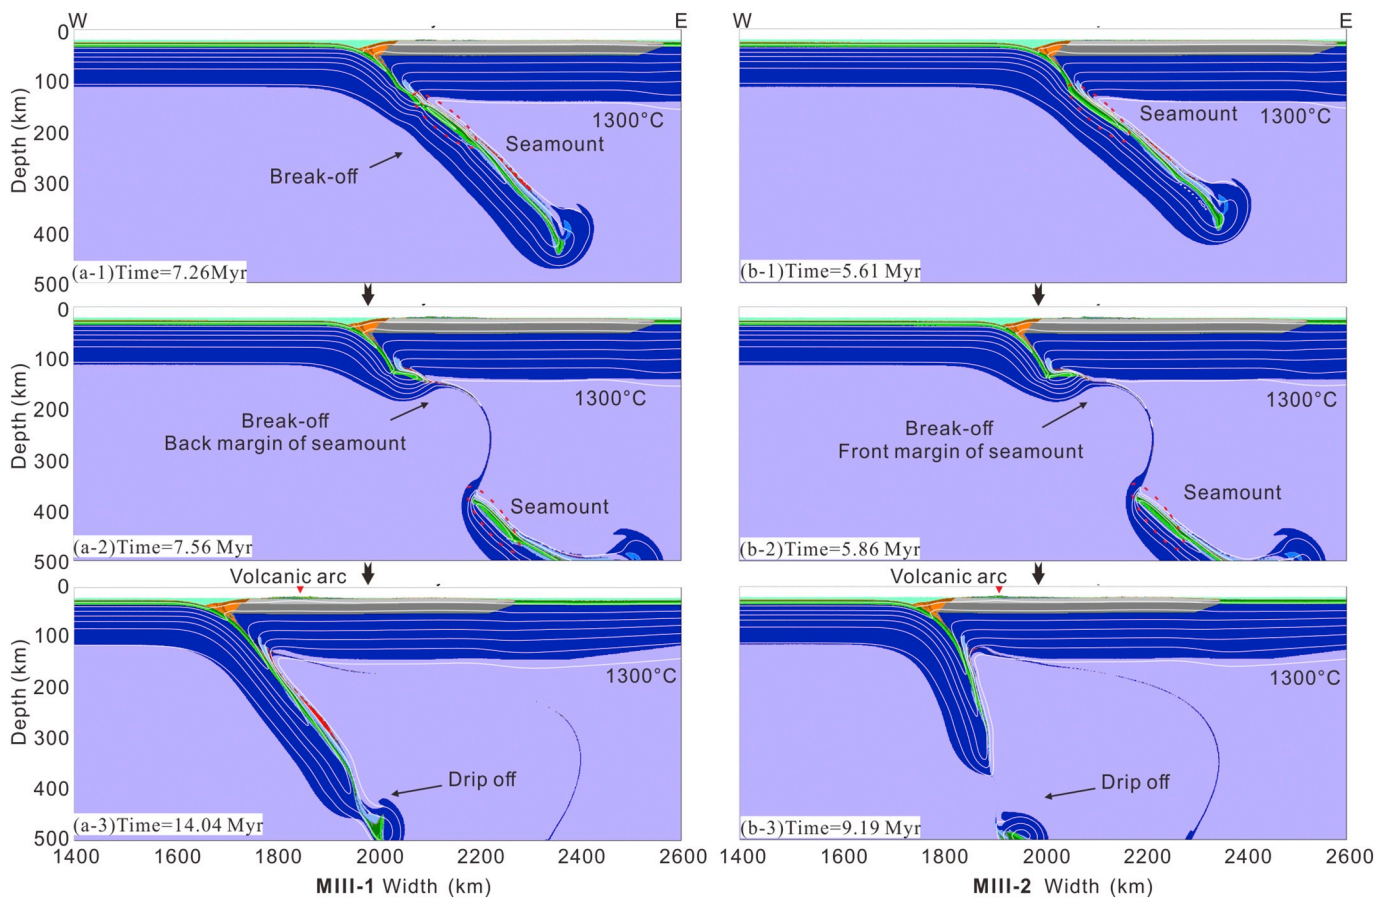 W
E
W
E
0
100
200
300
400
500
Depth (km)
1300°C
Seamount
Break-off
(a-1)Time=7.26Myr
Seamount
1300°C
(b-1)Time=5.61 Myr
0
100
200
300
400
500
Depth (km)
1300°C
Break-off
Back margin of seamount
Seamount
(a-2)Time=7.56 Myr
1300°C
Break-off
Front margin of seamount
Seamount
(b-2)Time=5.86 Myr
0
100
200
300
400
500
Depth (km)
Volcanic arc
1300°C
Drip off
(a-3)Time=14.04 Myr
Volcanic arc
1300°C
Drip off
(b-3)Time=9.19 Myr
1400 1600 1800 2000 2200 2400 2600
1400 1600 1800 2000 2200 2400 2600
MIII-1 Width (km)
MIII-2 Width (km)